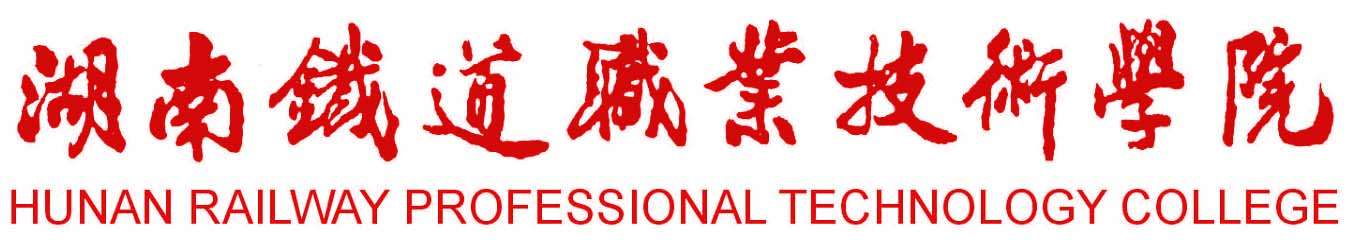 湖南鐵道職業技術學院
HUNAN RAILWAY PROFESSIONAL TECHNOLOGY COLLEGE